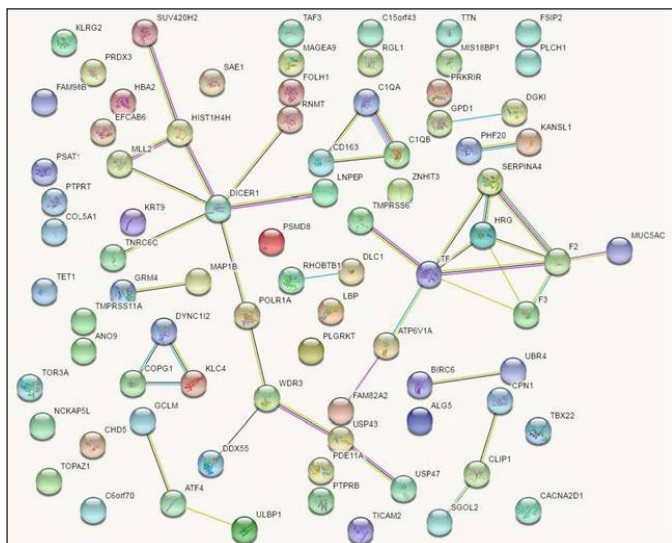 SUV420H2
TAF3
C15orf43
TTN
FSIP2
KLRG2
MAGEA9
RGL1
MIS18BP1
PLCH1
PRDX3
SAE1
FOLH1
PRKRIR
FAM98B
HBA2
RNMT
C1QA
GPD1
DGKI
EFCAB6
HIST1H4H
C1QB
PHF20
KANSL1
MLL2
CD163
SERPINA4
PSAT1
DICER1
LNPEP
ZNHIT3
PTPRT
KRT9
TMPRSS6
HRG
COL5A1
PSMD8
F2
MUC5AC
TNRC6C
TF
TET1
GRM4
MAP1B
RHOBTB1
DLC1
TMPRSS11A
POLR1A
LBP
F3
DYNC1I2
ATP6V1A
ANO9
PLGRKT
TOR3A
COPG1
KLC4
BIRC6
UBR4
WDR3
FAM82A2
CPN1
NCKAP5L
GCLM
ALG5
TBX22
CHD5
USP43
DDX55
PDE11A
CLIP1
TOPAZ1
USP47
C6orf70
ATF4
PTPRB
CACNA2D1
ULBP1
TICAM2
SGOL2